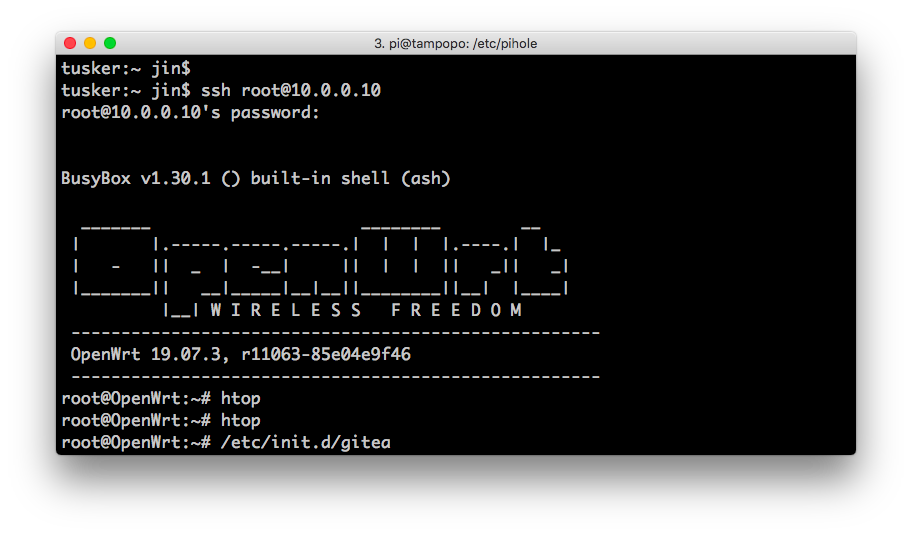 3. pi@tampopo: /etc/pihole
tusker:~ jin$
tusker:~ jin$ ssh root@10.0.0.10
root@10.0.0.10's password:
BusyBox v1.30.1 () built-in shell (ash)
  _______                     ________        __
 |       |.-----.-----.-----.|  |  |  |.----.|  |_
 |   -   ||  _  |  -__|     ||  |  |  ||   _||   _|
 |_______||   __|_____|__|__||________||__|  |____|
          |__| W I R E L E S S   F R E E D O M
 -----------------------------------------------------
 OpenWrt 19.07.3, r11063-85e04e9f46
 -----------------------------------------------------
root@OpenWrt:~# htop
root@OpenWrt:~# htop
root@OpenWrt:~# /etc/init.d/gitea